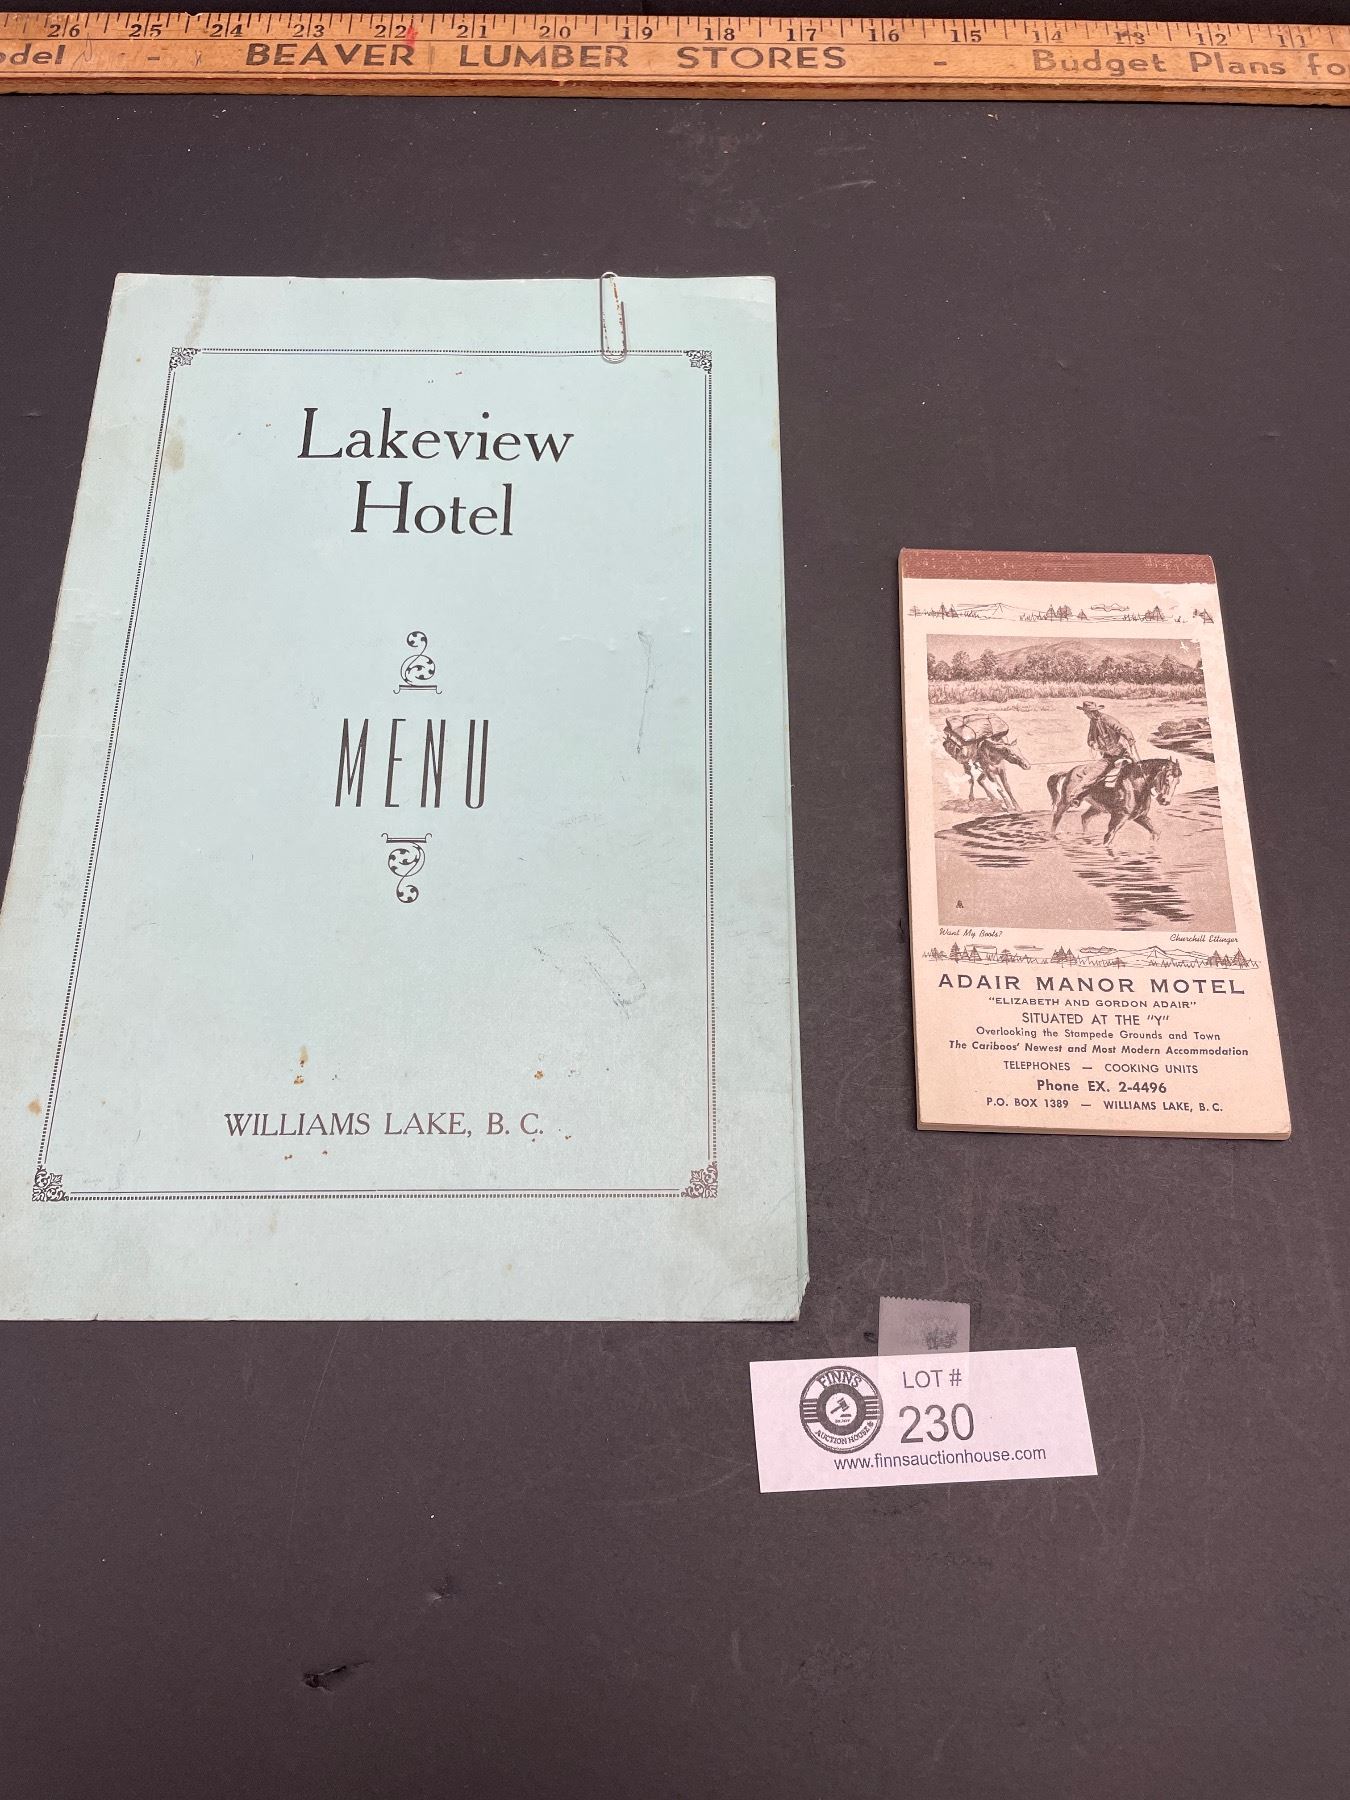 26 25 24 23 22 21 20 19 18 17 16 15 14 13 12 11
odel - BEAVER LUMBER STORES - Budget Plans fo
Lakeview
Hotel
MENU
WILLIAMS LAKE, B. C.
Want My Boots? Churchill Ettinger
ADAIR MANOR MOTEL
"ELIZABETH AND GORDON ADAIR"
SITUATED AT THE "Y"
Overlooking the Stampede Grounds and Town
The Cariboos' Newest and Most Modern Accommodation
TELEPHONES — COOKING UNITS
Phone EX. 2-4496
P.O. BOX 1389 — WILLIAMS LAKE, B. C.
FINNS
AUCTION HOUSE
LOT #
230
www.finnsauctionhouse.com